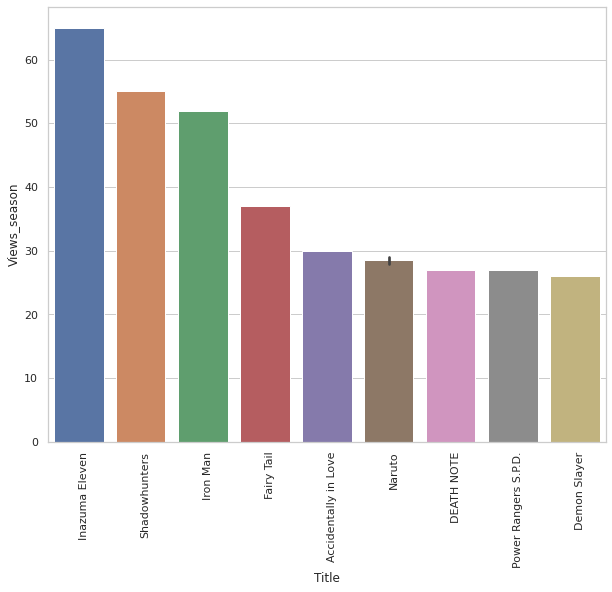 60
50
40
30
20
10
0
Views_season
Inazuma Eleven
Shadowhunters
Iron Man
Fairy Tail
Accidentally in Love
Naruto
DEATH NOTE
Power Rangers S.P.D.
Demon Slayer
Title